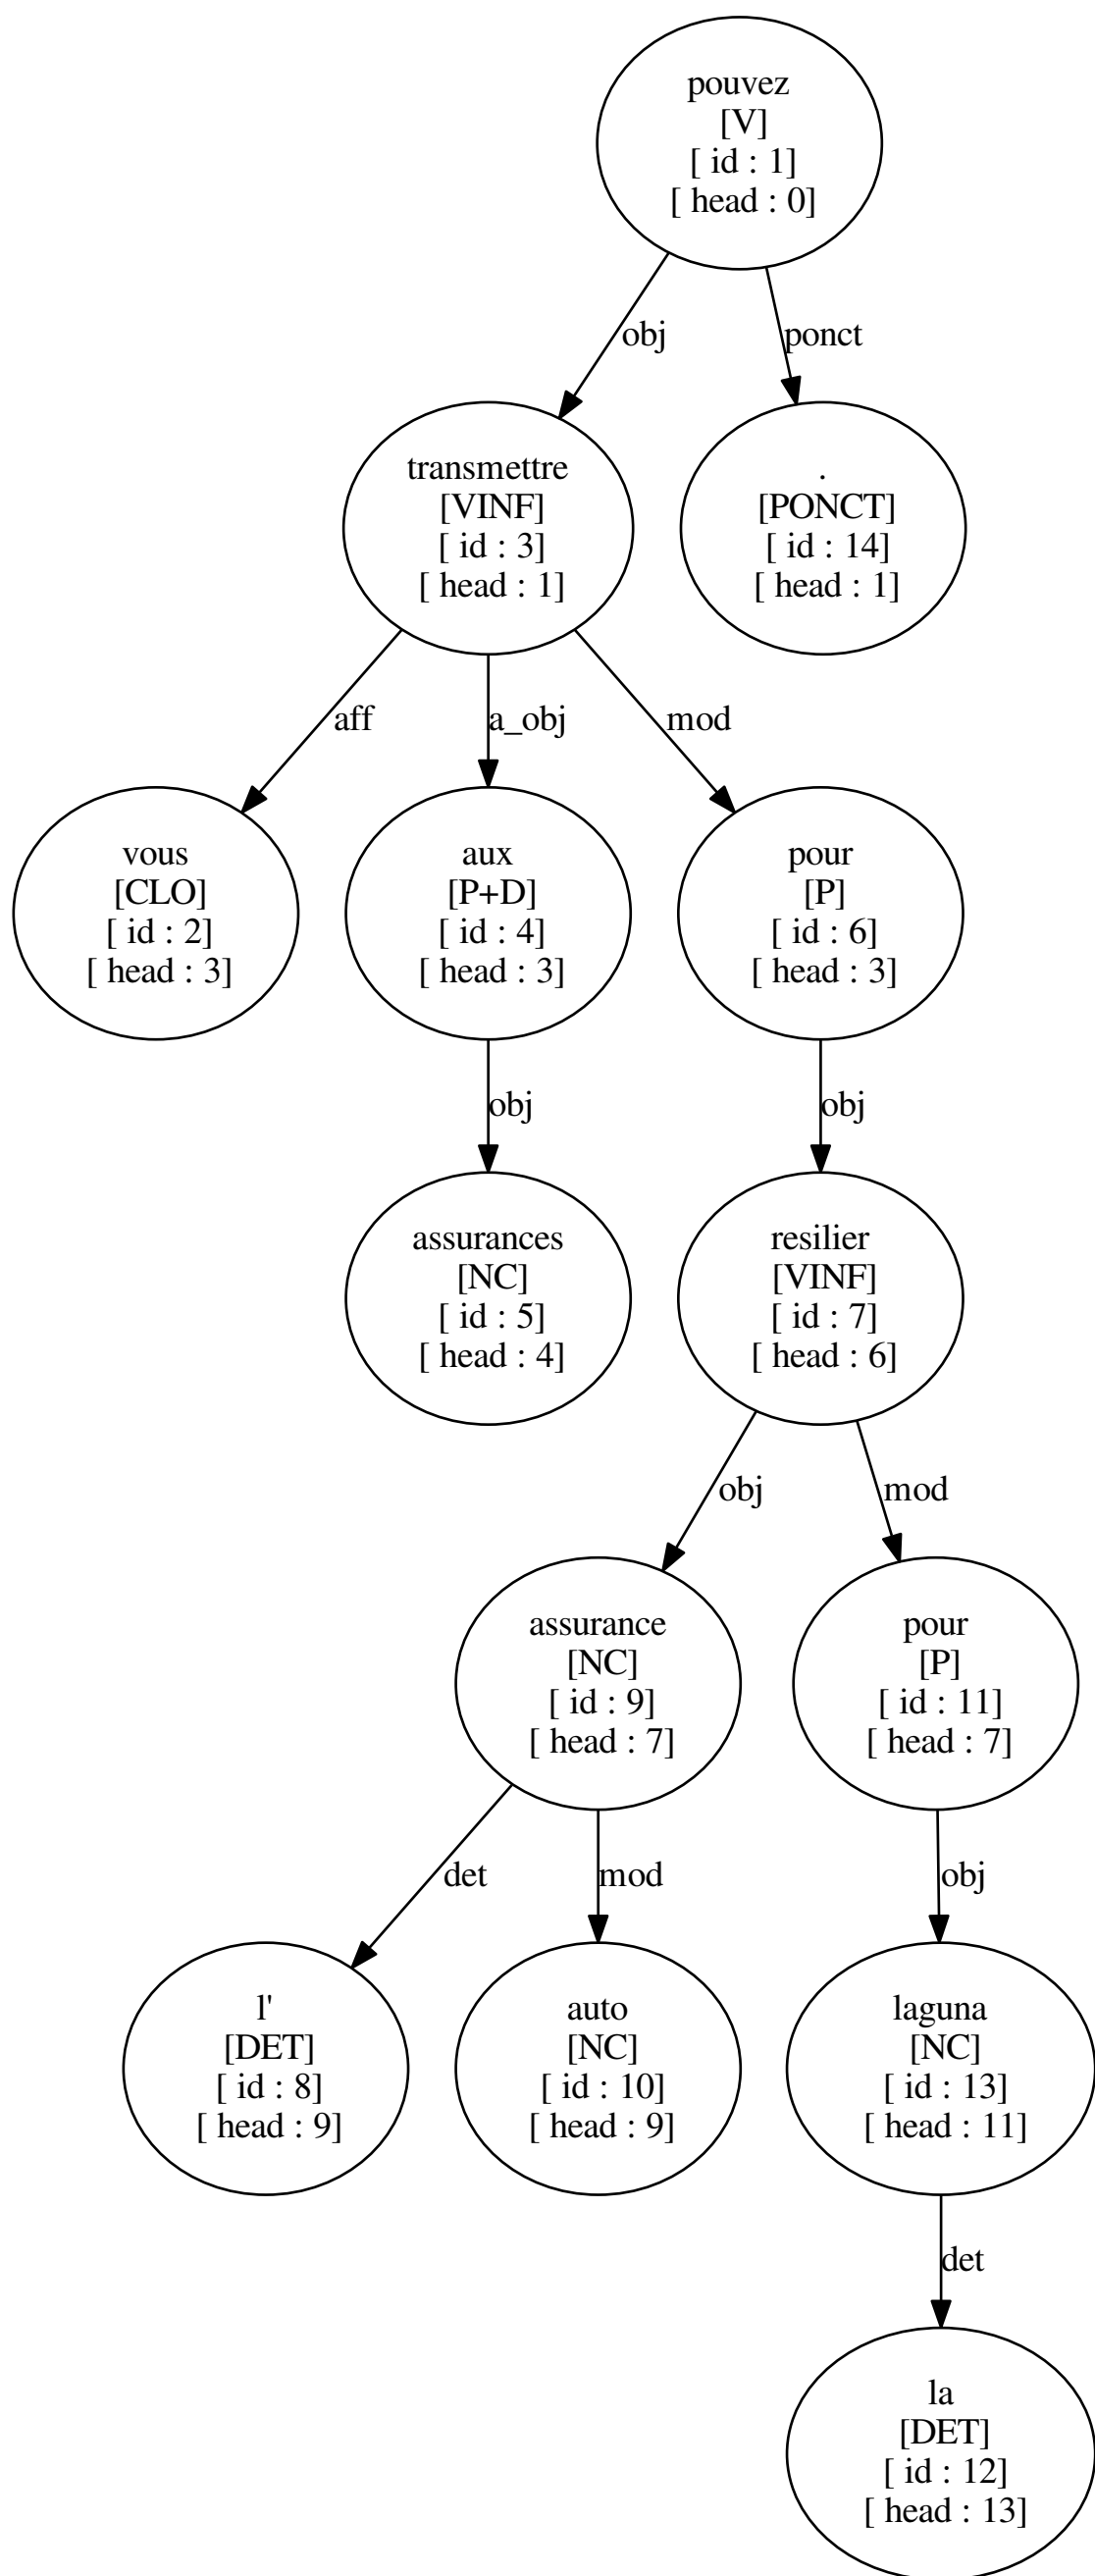 pouvez
[V]
[ id : 1]
[ head : 0]
obj
ponct
transmettre
[VINF]
[ id : 3]
[ head : 1]
.
[PONCT]
[ id : 14]
[ head : 1]
aff
a_obj
mod
vous
[CLO]
[ id : 2]
[ head : 3]
aux
[P+D]
[ id : 4]
[ head : 3]
pour
[P]
[ id : 6]
[ head : 3]
obj
obj
assurances
[NC]
[ id : 5]
[ head : 4]
resilier
[VINF]
[ id : 7]
[ head : 6]
obj
mod
assurance
[NC]
[ id : 9]
[ head : 7]
pour
[P]
[ id : 11]
[ head : 7]
det
mod
obj
l'
[DET]
[ id : 8]
[ head : 9]
auto
[NC]
[ id : 10]
[ head : 9]
laguna
[NC]
[ id : 13]
[ head : 11]
det
la
[DET]
[ id : 12]
[ head : 13]